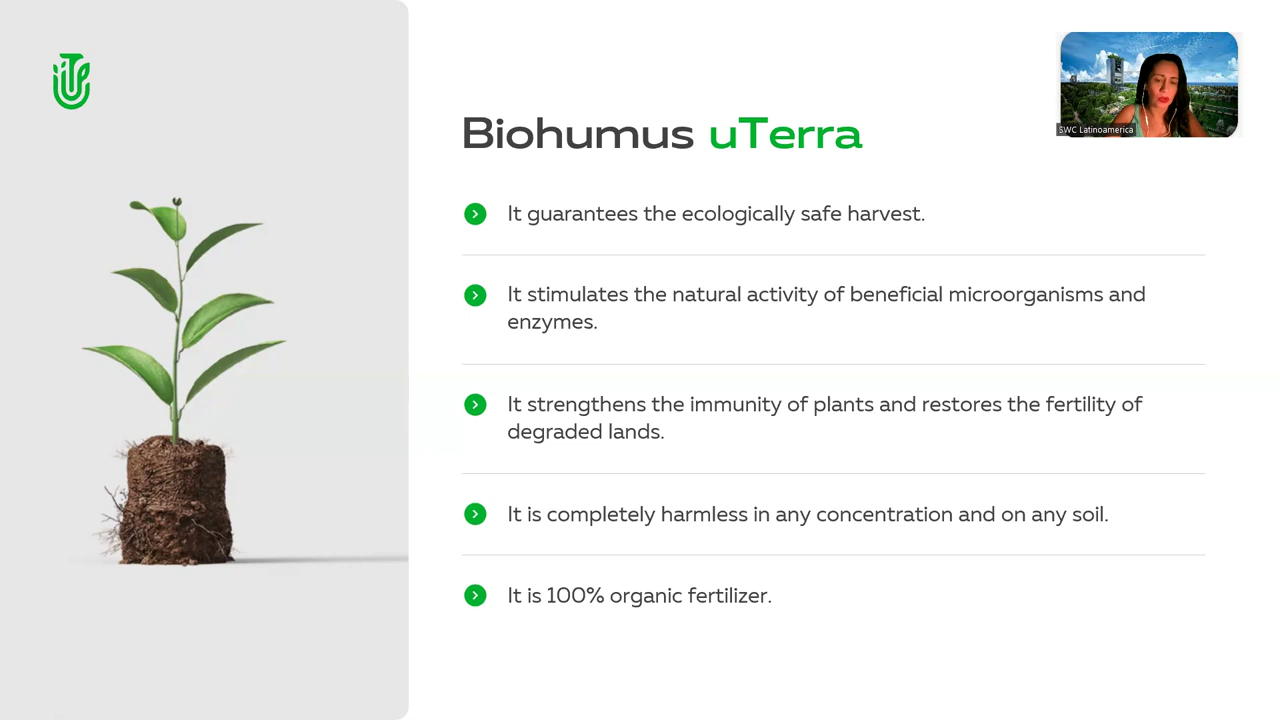 SWC Latinoamerica
Biohumus uTerra
It guarantees the ecologically safe harvest.
It stimulates the natural activity of beneficial microorganisms and
enzymes.
It strengthens the immunity of plants and restores the fertility of
degraded lands.
It is completely harmless in any concentration and on any soil.
It is 100% organic fertilizer.